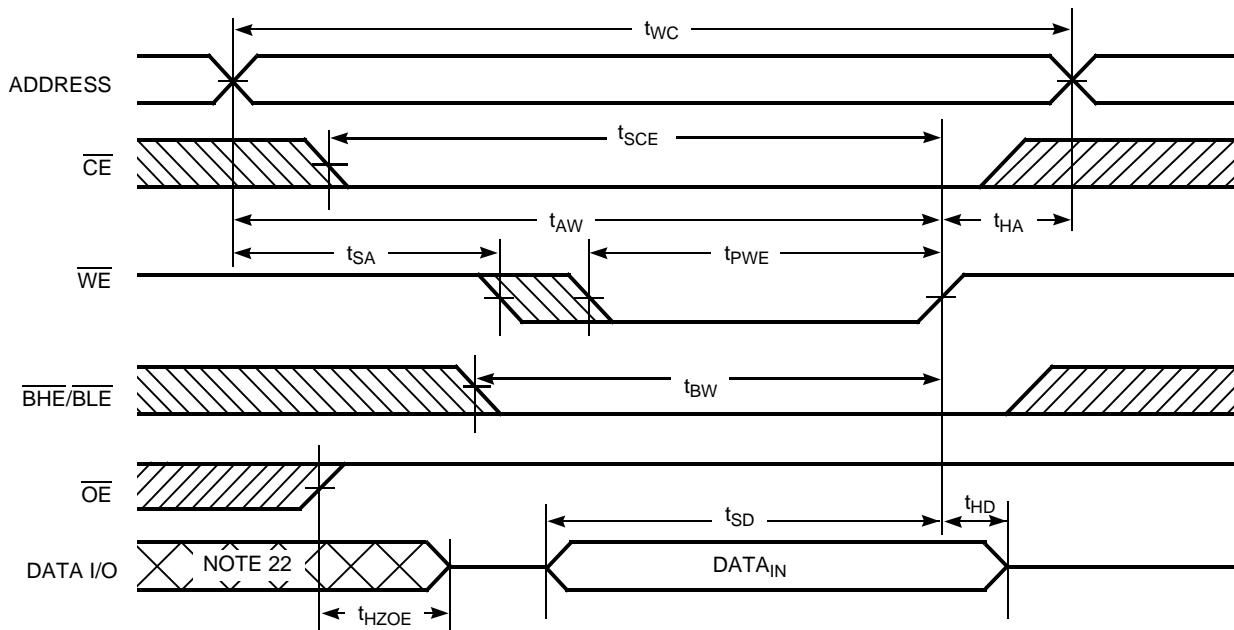 tWC
ADDRESS
tSCE
CE
tAW
tHA
tSA
tPWE
WE
tBW
BHE/BLE
OE
tSD
tHD
DATA I/O
NOTE 22
DATAIN
tHZOE